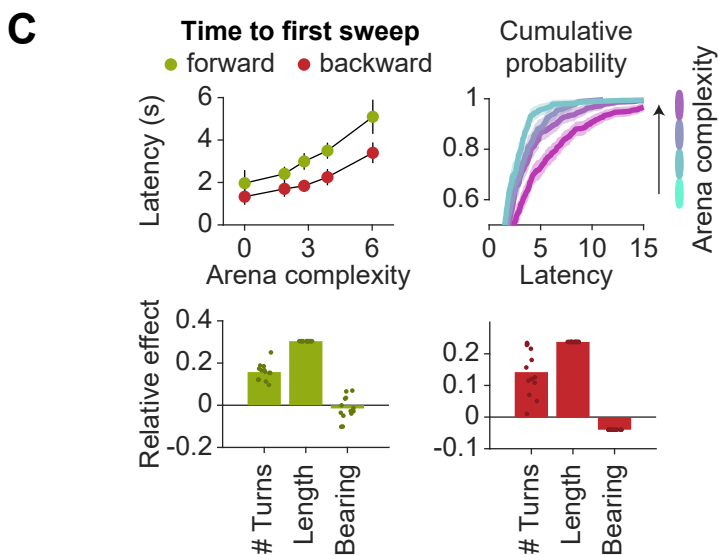 C
Time to first sweep
forward
backward
Latency (s)
6
4
2
0
0
3
6
Arena complexity
Cumulative
probability
1
0.8
0.6
0
5
10
15
Latency
Arena complexity
Relative effect
0.4
0.2
0
-0.2
# Turns
Length
Bearing
0.2
0.1
0
-0.1
# Turns
Length
Bearing